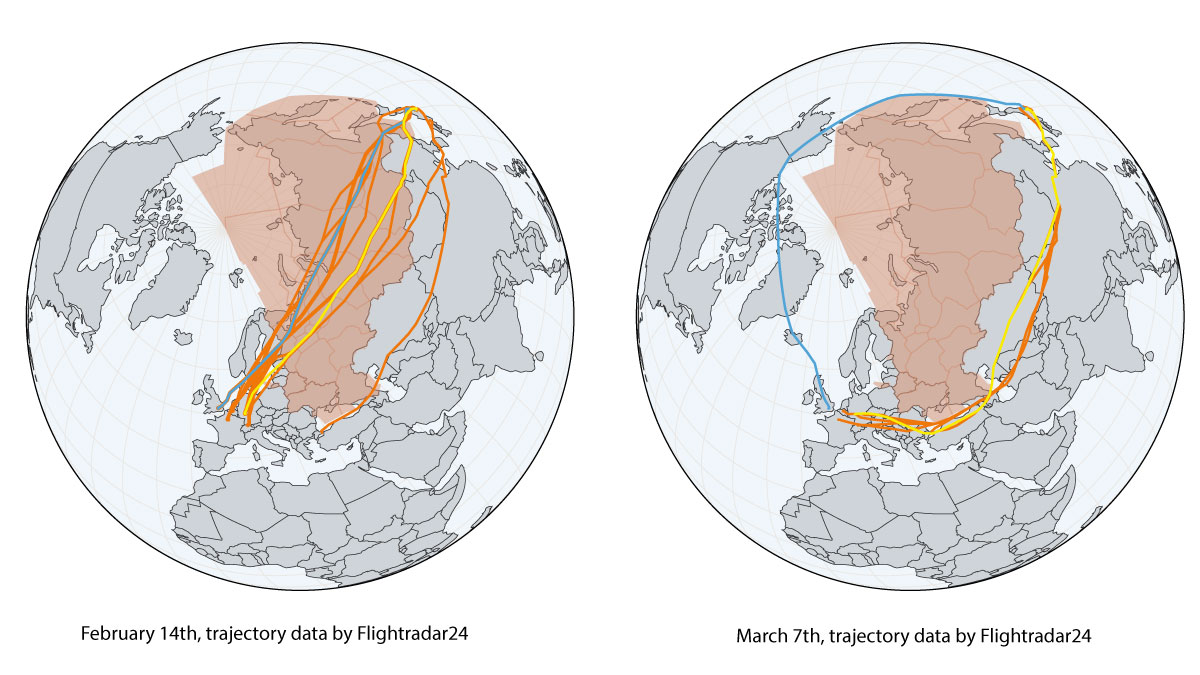 February 14th, trajectory data by Flightradar24
March 7th, trajectory data by Flightradar24